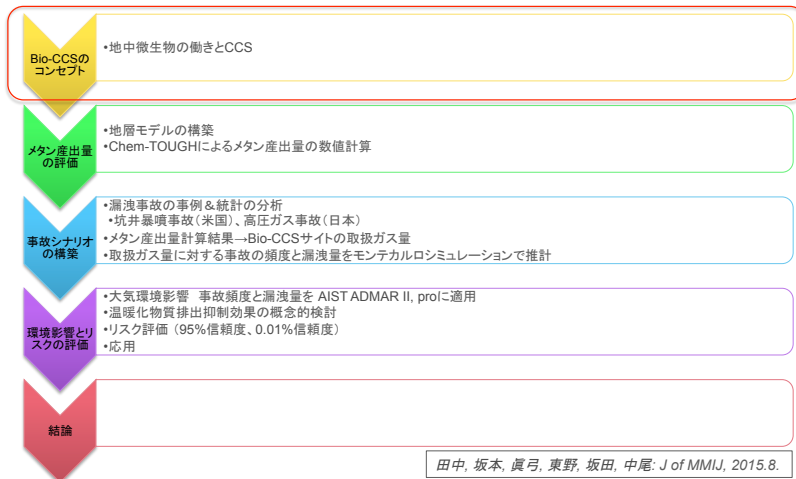 Bio-CCSの
コンセプト
•地中微生物の働きとCCS
メタン産出量
の評価
•地層モデルの構築
•Chem-TOUGHによるメタン産出量の数値計算
事故シナリオ
の構築
•漏洩事故の事例＆統計の分析
•坑井暴噴事故（米国）、高圧ガス事故（日本）
•メタン産出量計算結果→Bio-CCSサイトの取扱ガス量
•取扱ガス量に対する事故の頻度と漏洩量をモンテカルロシミュレーションで推計
環境影響とリ
スクの評価
•大気環境影響 事故頻度と漏洩量を AIST ADMAR II, proに適用
•温暖化物質排出抑制効果の概念的検討
•リスク評価（95%信頼度、0.01%信頼度）
•応用
結論
田中, 坂本, 眞弓, 東野, 坂田, 中尾: J of MMIJ, 2015.8.